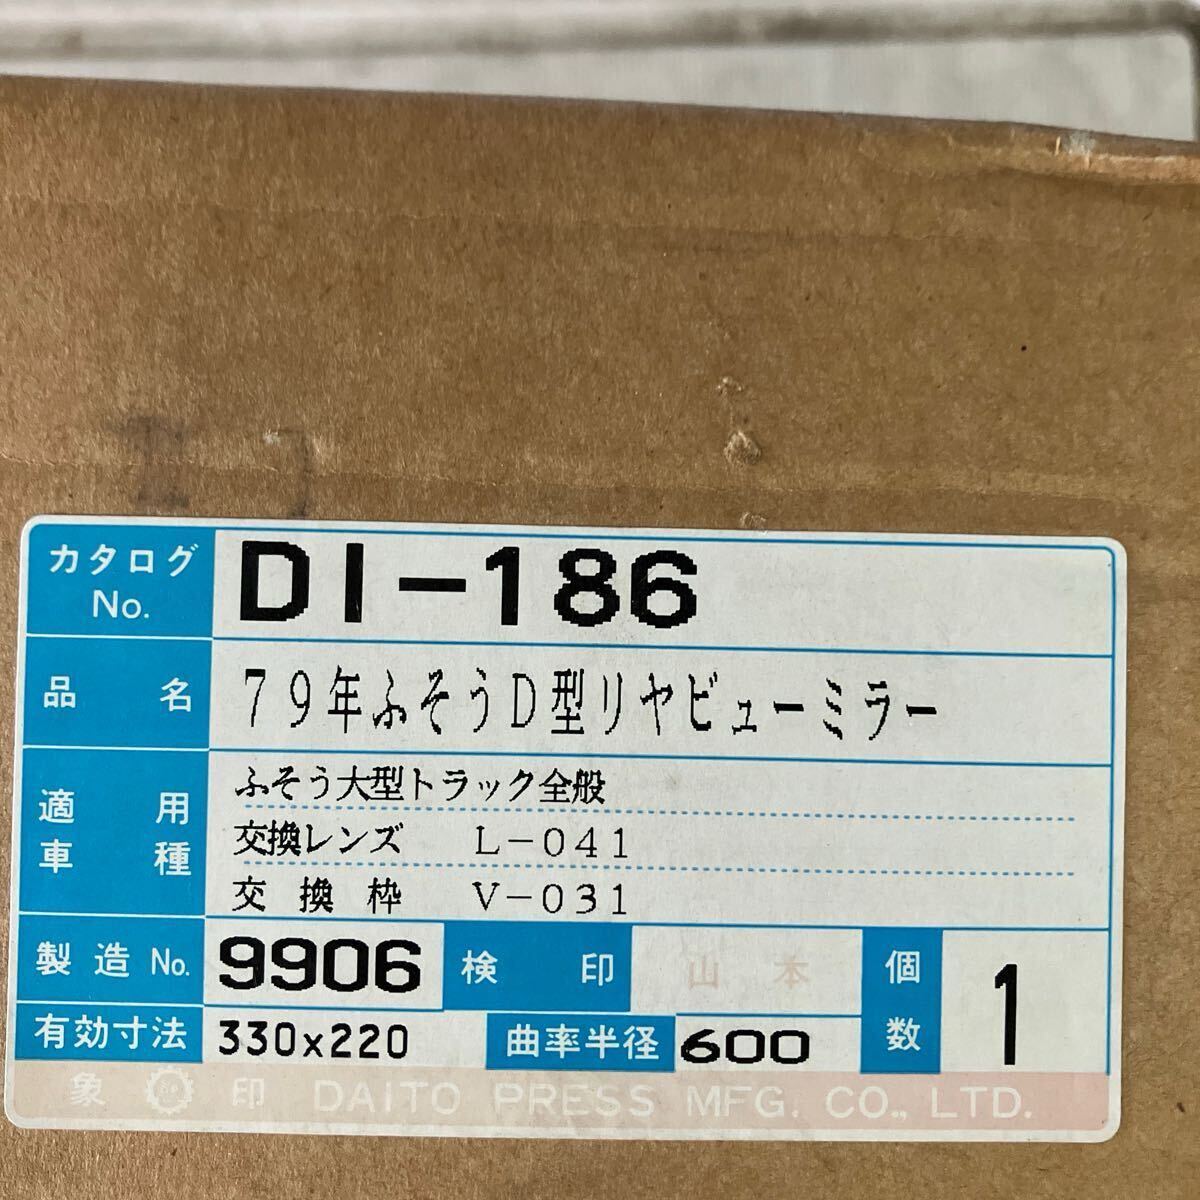 カタログ No. DI-186
品名 79年ふそうD型リヤビューミラー
適用車種 ふそう大型トラック全般
交換レンズ L-041
交換枠 V-031
製造No. 9906 検印 山本 個数 1
有効寸法 330x220 曲率半径 600
象印 DAITO PRESS MFG. CO., LTD.